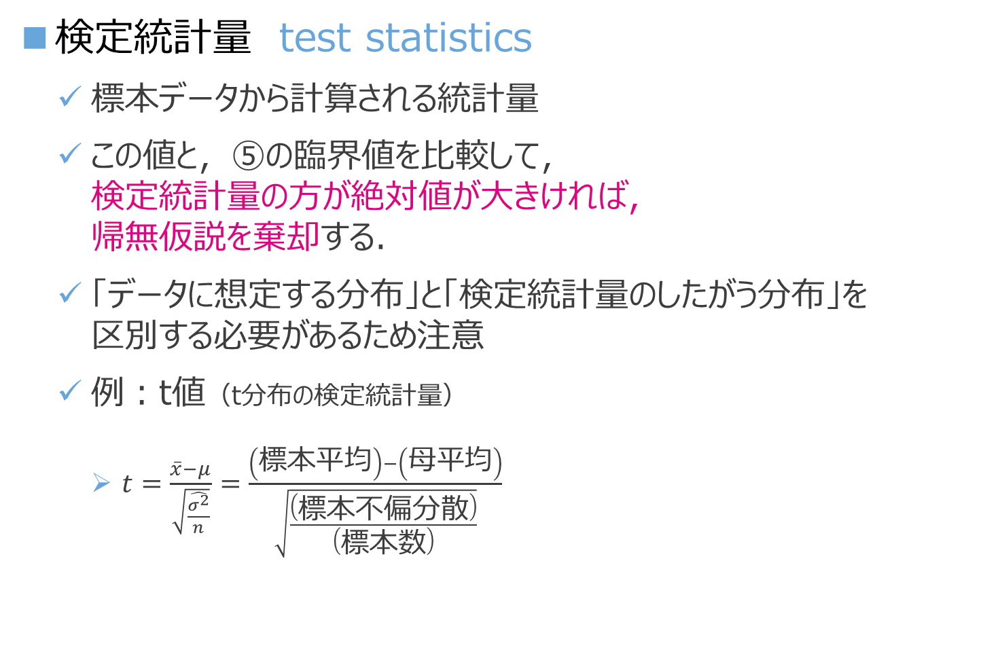 ■検定統計量 test statistics
✓ 標本データから計算される統計量
✓ この値と，⑤の臨界値を比較して，
検定統計量の方が絶対値が大きければ，
帰無仮説を棄却する．
✓ 「データに想定する分布」と「検定統計量のしたがう分布」を
区別する必要があるため注意
✓ 例：t値（t分布の検定統計量）
➢ t = \frac{\bar{x}-μ}{\sqrt{\frac{\widehat{σ^2}}{n}}} = \frac{(標本平均)-(母平均)}{\sqrt{\frac{(標本不偏分散)}{(標本数)}}}